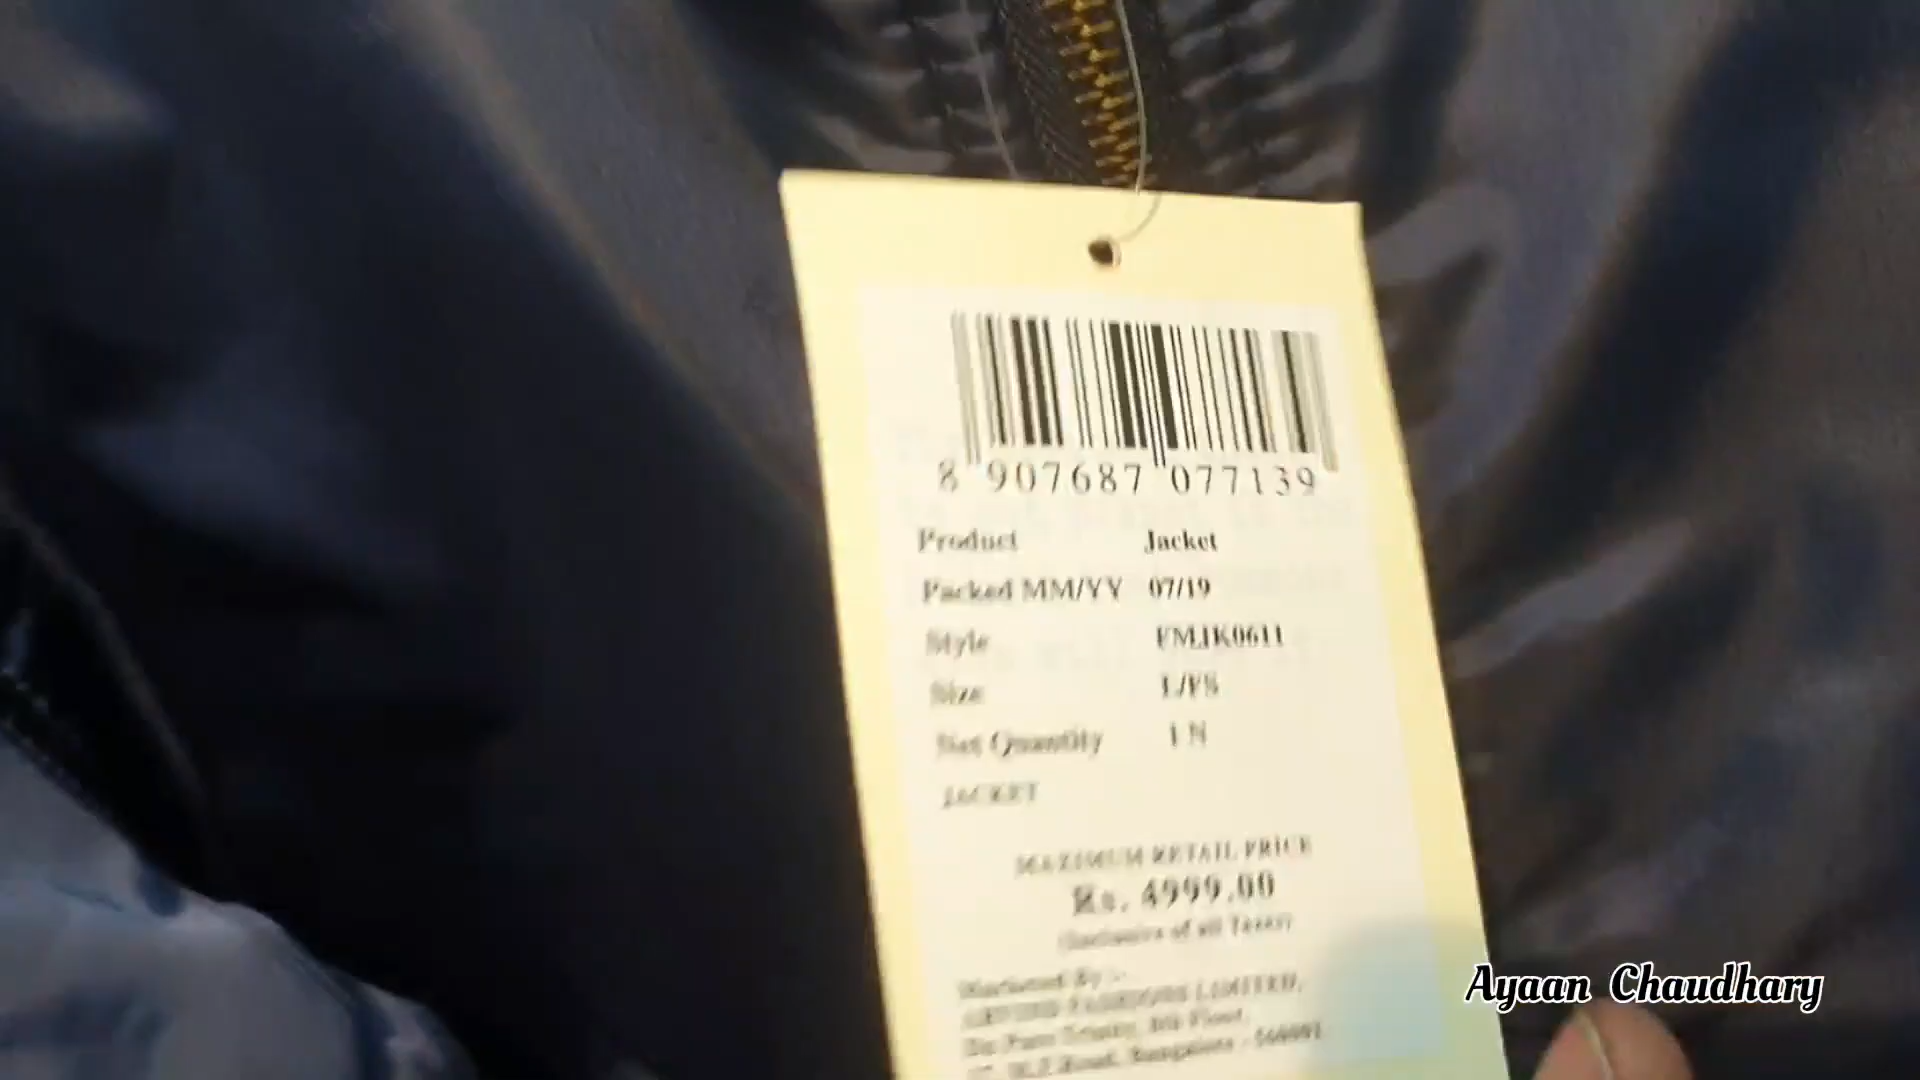 8 907687 077139
Product Jacket
Packed MM/YY 07/19
Style FMJK0611
Size L/FS
Net Quantity 1 N
JACKET
MAXIMUM RETAIL PRICE
Rs. 4999.00
(Inclusive of all Taxes)
Marketed By :-
ARVIND FASHIONS LIMITED,
Du Parc Trinity, 8th Floor,
17, M.G Road, Bangalore - 560001
Ayaan Chaudhary